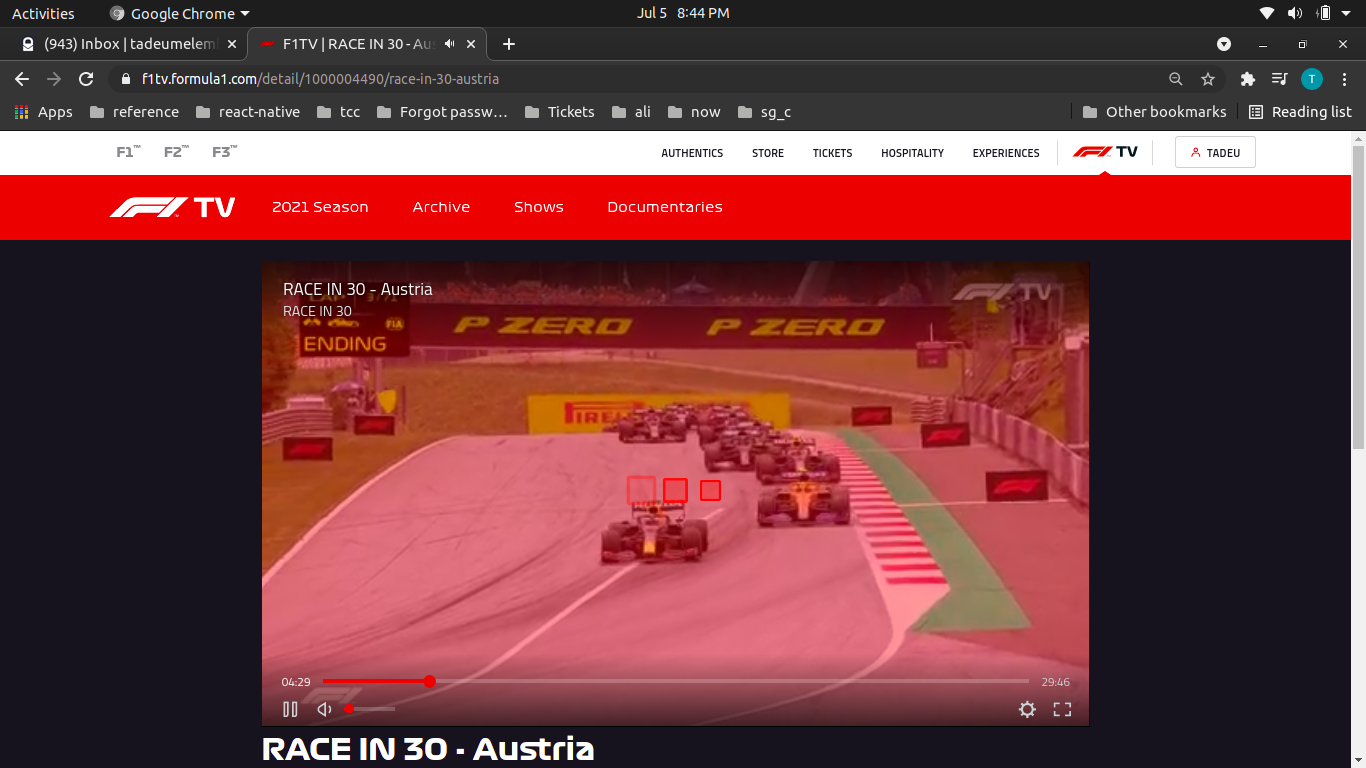 Activities Google Chrome Jul 5 8:44 PM
(943) Inbox | tadeumelem F1TV | RACE IN 30 - Aus
f1tv.formula1.com/detail/1000004490/race-in-30-austria
Apps reference react-native tcc Forgot passw… Tickets ali now sg_c Other bookmarks Reading list
F1™ F2™ F3™ AUTHENTICS STORE TICKETS HOSPITALITY EXPERIENCES F1 TV TADEU
F1 TV 2021 Season Archive Shows Documentaries
RACE IN 30 - Austria
F1 TV
RACE IN 30
FIA
P ZERO P ZERO
ENDING
PIRELLI
04:29 29:46
RACE IN 30 - Austria